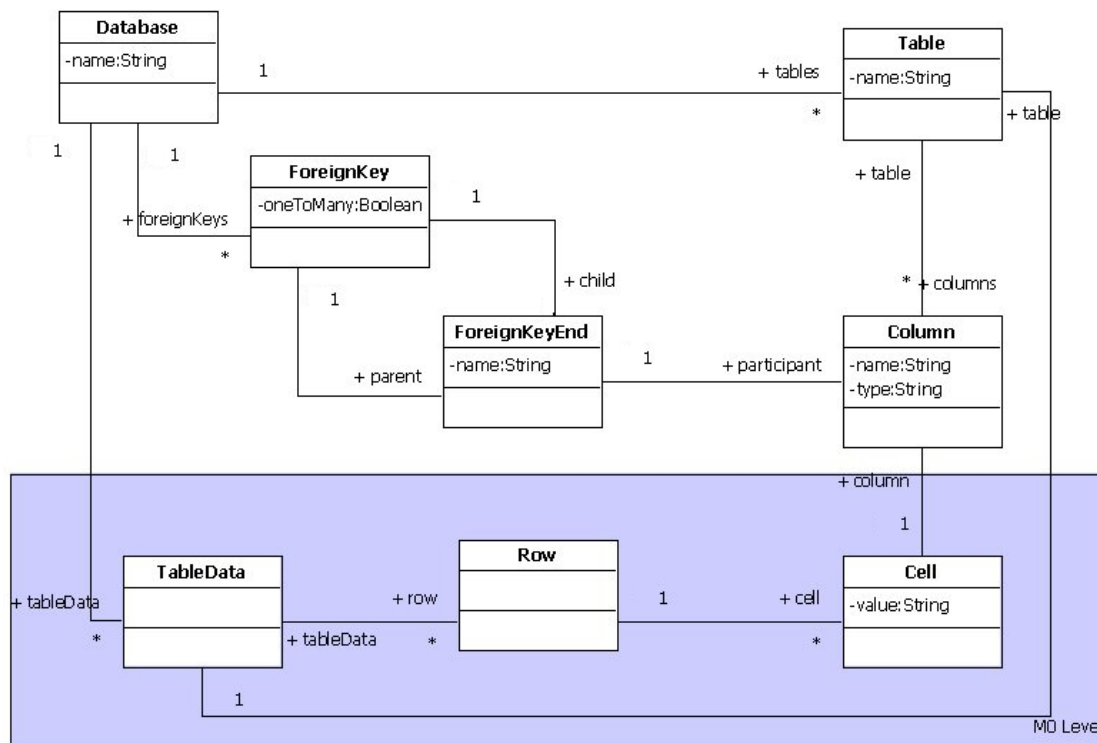 Database
-name:String
Table
-name:String
1
+ tables
*
+ table
1
1
+ table
ForeignKey
-oneToMany:Boolean
1
+ foreignKeys
*
+ child
* + columns
1
ForeignKeyEnd
-name:String
Column
-name:String
-type:String
1
+ participant
+ parent
+ column
1
TableData
Row
Cell
-value:String
+ tableData
*
+ row
+ tableData
*
1
+ cell
*
1
M0 Level